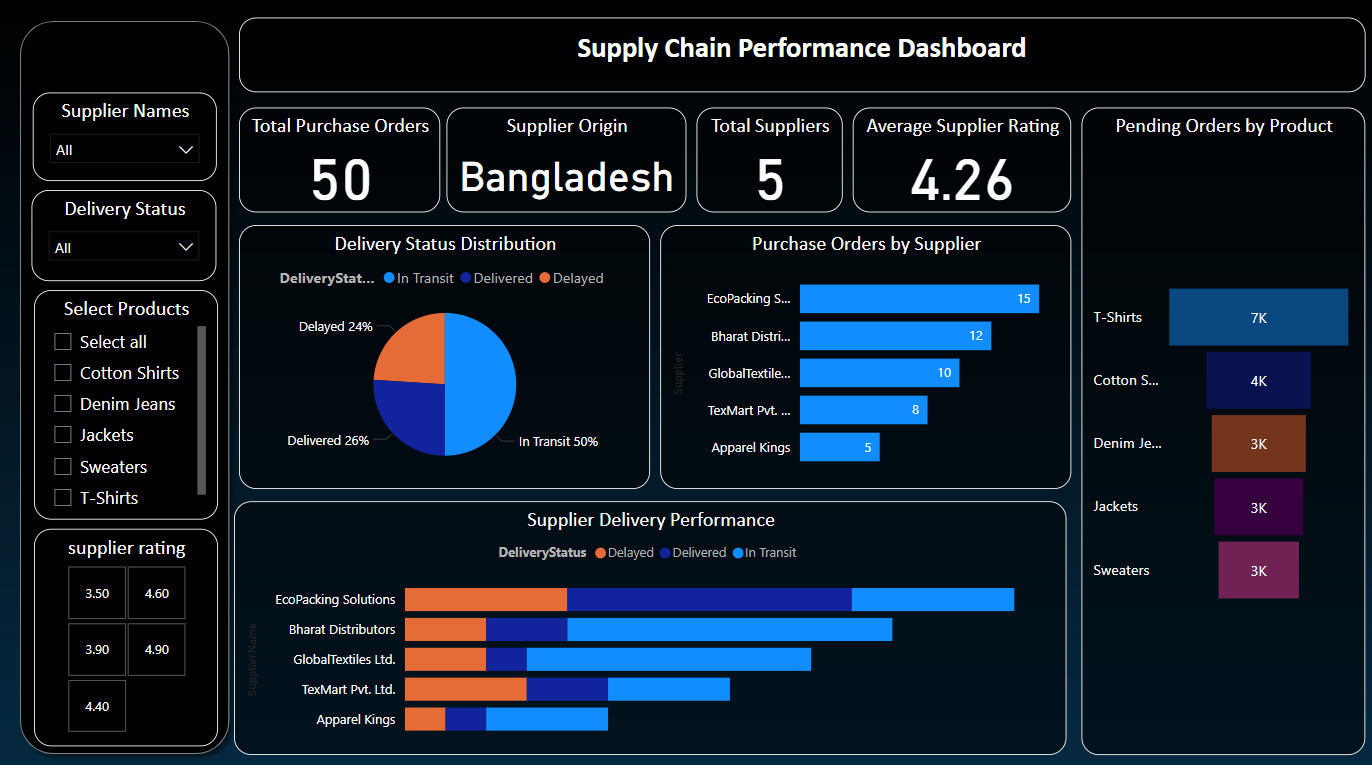 Supply Chain Performance Dashboard
Supplier Names
All
Delivery Status
All
Select Products
Select all
Cotton Shirts
Denim Jeans
Jackets
Sweaters
T-Shirts
supplier rating
3.50 4.60
3.90 4.90
4.40
Total Purchase Orders
50
Supplier Origin
Bangladesh
Total Suppliers
5
Average Supplier Rating
4.26
Delivery Status Distribution
DeliveryStat... In Transit Delivered Delayed
Delayed 24%
Delivered 26%
In Transit 50%
Purchase Orders by Supplier
Supplier
EcoPacking S... 15
Bharat Distri... 12
GlobalTextile... 10
TexMart Pvt. ... 8
Apparel Kings 5
Supplier Delivery Performance
DeliveryStatus Delayed Delivered In Transit
SupplierName
EcoPacking Solutions
Bharat Distributors
GlobalTextiles Ltd.
TexMart Pvt. Ltd.
Apparel Kings
Pending Orders by Product
T-Shirts 7K
Cotton S... 4K
Denim Je... 3K
Jackets 3K
Sweaters 3K